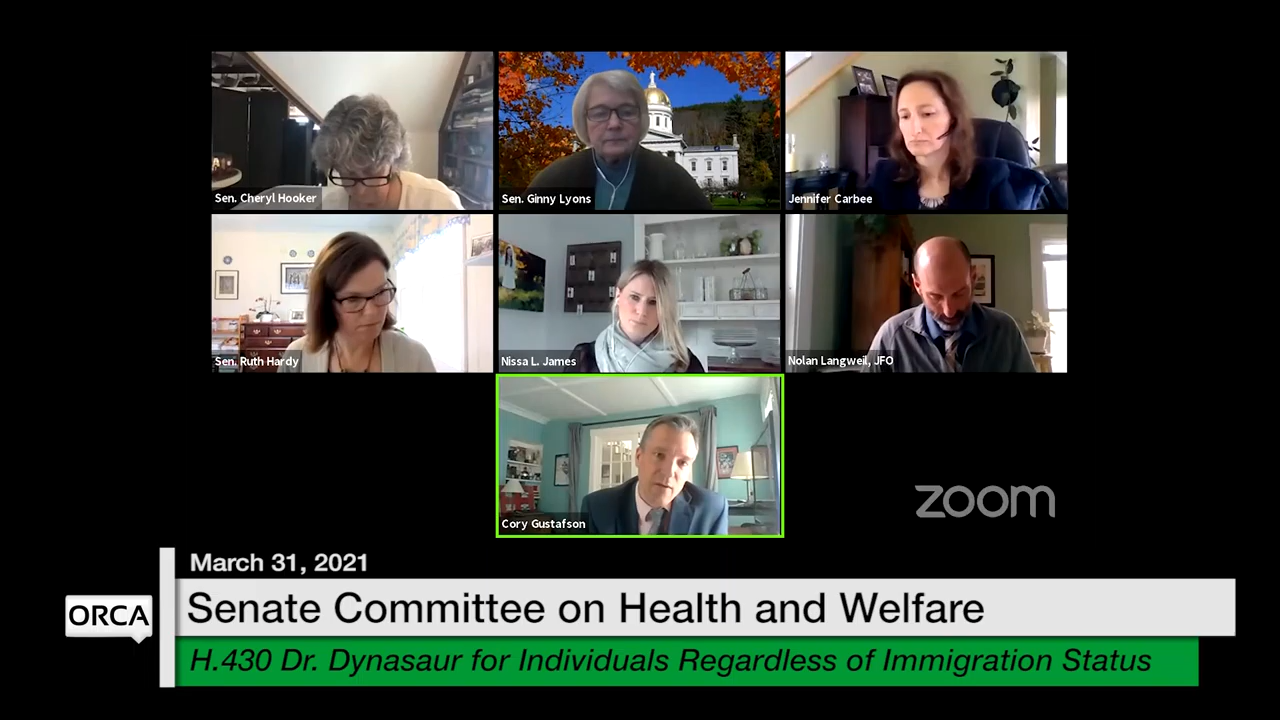 Sen. Cheryl Hooker
Sen. Ginny Lyons
Jennifer Carbee
Sen. Ruth Hardy
Nissa L. James
Nolan Langweil, JFO
Cory Gustafson
zoom
March 31, 2021
ORCA
Senate Committee on Health and Welfare
H.430 Dr. Dynasaur for Individuals Regardless of Immigration Status